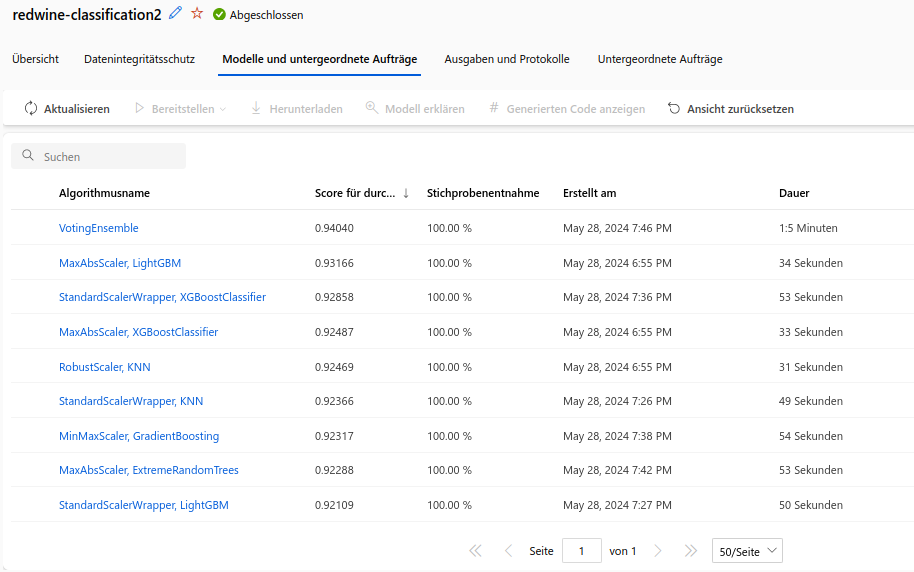 redwine-classification2 Abgeschlossen
Übersicht Datenintegritätsschutz Modelle und untergeordnete Aufträge Ausgaben und Protokolle Untergeordnete Aufträge
Aktualisieren Bereitstellen Herunterladen Modell erklären # Generierten Code anzeigen Ansicht zurücksetzen
Suchen
Algorithmusname Score für durc... ↓ Stichprobenentnahme Erstellt am Dauer
VotingEnsemble 0.94040 100.00 % May 28, 2024 7:46 PM 1:5 Minuten
MaxAbsScaler, LightGBM 0.93166 100.00 % May 28, 2024 6:55 PM 34 Sekunden
StandardScalerWrapper, XGBoostClassifier 0.92858 100.00 % May 28, 2024 7:36 PM 53 Sekunden
MaxAbsScaler, XGBoostClassifier 0.92487 100.00 % May 28, 2024 6:55 PM 33 Sekunden
RobustScaler, KNN 0.92469 100.00 % May 28, 2024 6:55 PM 31 Sekunden
StandardScalerWrapper, KNN 0.92366 100.00 % May 28, 2024 7:26 PM 49 Sekunden
MinMaxScaler, GradientBoosting 0.92317 100.00 % May 28, 2024 7:38 PM 54 Sekunden
MaxAbsScaler, ExtremeRandomTrees 0.92288 100.00 % May 28, 2024 7:42 PM 53 Sekunden
StandardScalerWrapper, LightGBM 0.92109 100.00 % May 28, 2024 7:27 PM 50 Sekunden
Seite 1 von 1 50/Seite